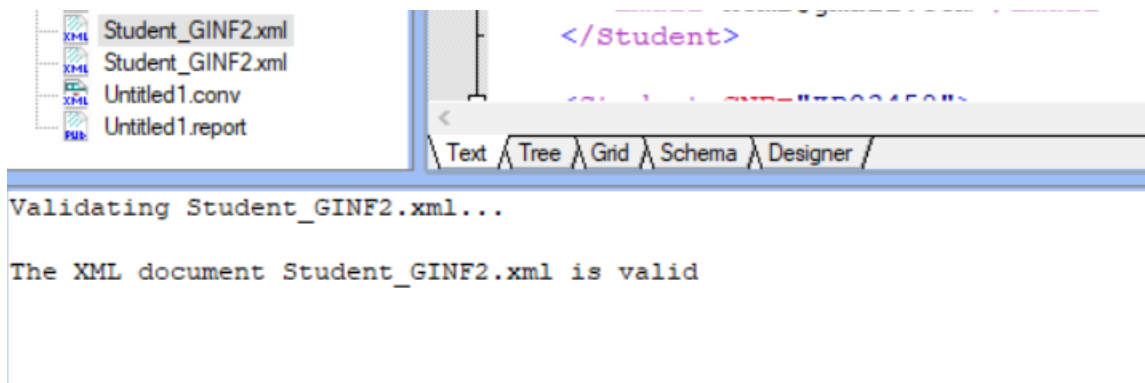 Student_GINF2.xml
Student_GINF2.xml
Untitled1.conv
Untitled1.report
</Student>
Text Tree Grid Schema Designer
Validating Student_GINF2.xml...
The XML document Student_GINF2.xml is valid